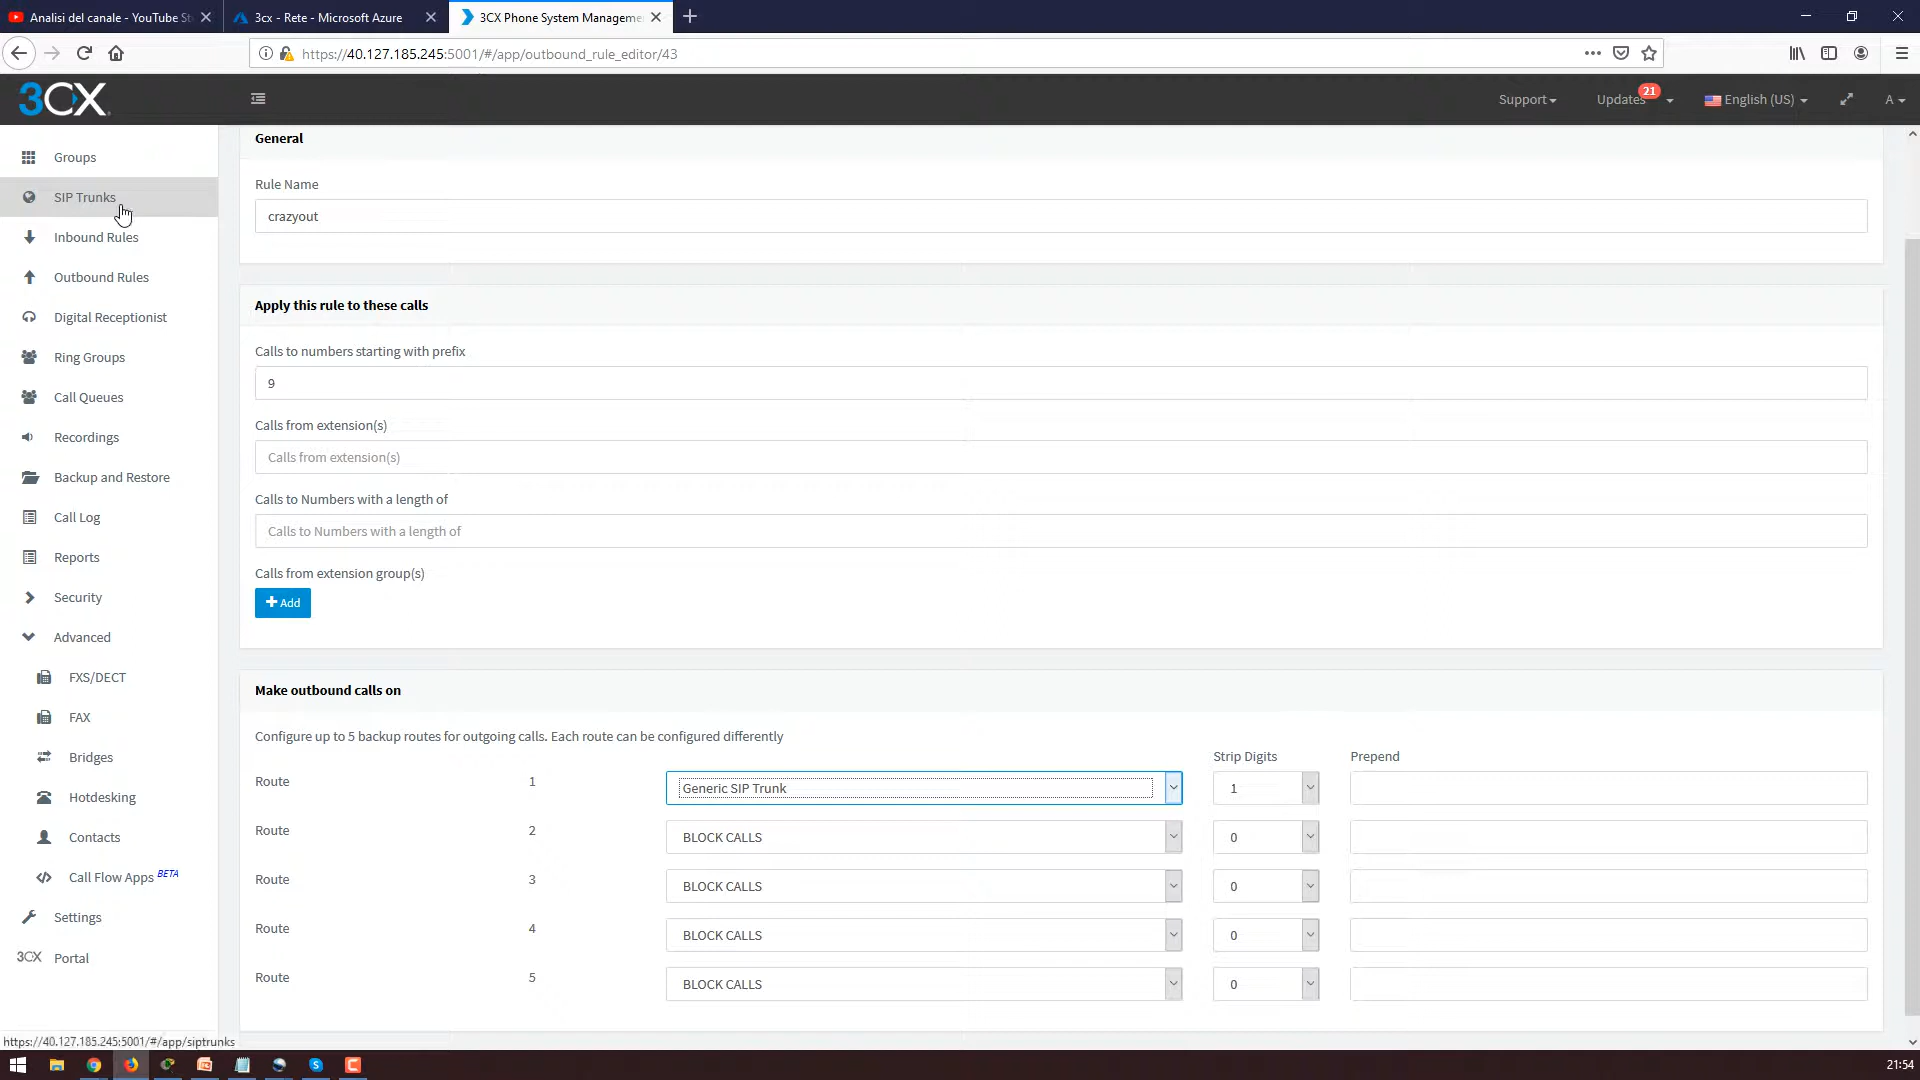 Analisi del canale - YouTube St
3cx - Rete - Microsoft Azure
3CX Phone System Manageme
https://40.127.185.245:5001/#/app/outbound_rule_editor/43
3CX
Support
Updates 21
English (US)
A
Groups
SIP Trunks
Inbound Rules
Outbound Rules
Digital Receptionist
Ring Groups
Call Queues
Recordings
Backup and Restore
Call Log
Reports
Security
Advanced
FXS/DECT
FAX
Bridges
Hotdesking
Contacts
Call Flow Apps BETA
Settings
3CX Portal
General
Rule Name
crazyout
Apply this rule to these calls
Calls to numbers starting with prefix
9
Calls from extension(s)
Calls from extension(s)
Calls to Numbers with a length of
Calls to Numbers with a length of
Calls from extension group(s)
Add
Make outbound calls on
Configure up to 5 backup routes for outgoing calls. Each route can be configured differently
Strip Digits Prepend
Route 1 Generic SIP Trunk 1
Route 2 BLOCK CALLS 0
Route 3 BLOCK CALLS 0
Route 4 BLOCK CALLS 0
Route 5 BLOCK CALLS 0
https://40.127.185.245:5001/#/app/siptrunks
21:54